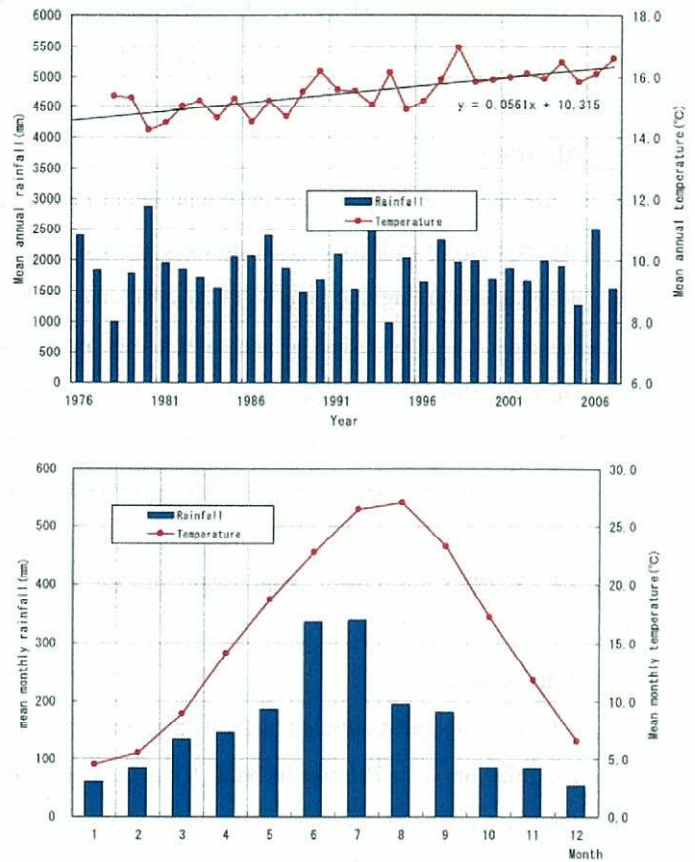 6000
5500
5000
4500
4000
3500
3000
2500
2000
1500
1000
500
0
Mean annual rainfall(mm)
18.0
16.0
14.0
12.0
10.0
8.0
6.0
Mean annual temperature(℃)
y = 0.0561x + 10.315
Rainfall
Temperature
1976 1981 1986 1991 1996 2001 2006
Year
600
500
400
300
200
100
0
mean monthly rainfall(mm)
30.0
25.0
20.0
15.0
10.0
5.0
0.0
Mean monthly temperature(℃)
Rainfall
Temperature
1 2 3 4 5 6 7 8 9 10 11 12
Month